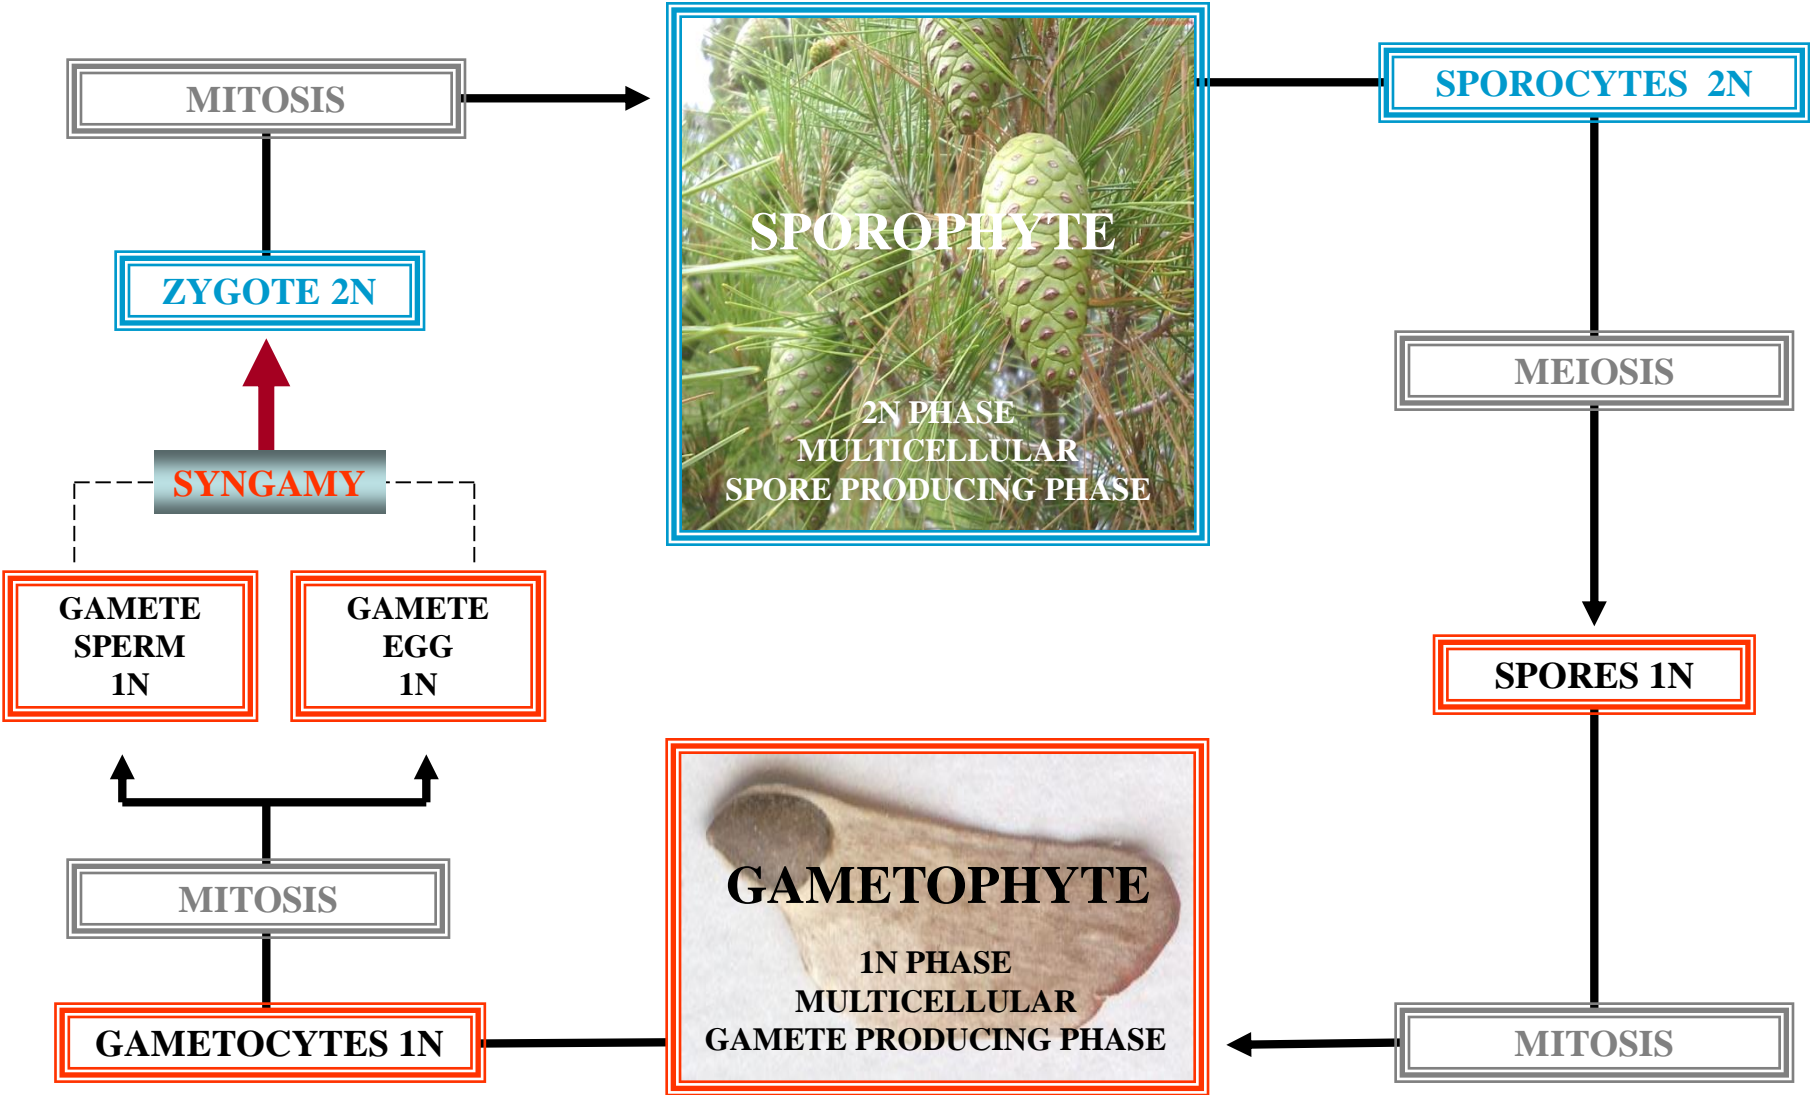 MITOSIS
SPOROCYTES 2N
SPOROPHYTE
ZYGOTE 2N
MEIOSIS
2N PHASE
MULTICELLULAR
SPORE PRODUCING PHASE
SYNGAMY
GAMETE
SPERM
1N
GAMETE
EGG
1N
SPORES 1N
GAMETOPHYTE
MITOSIS
1N PHASE
MULTICELLULAR
GAMETE PRODUCING PHASE
GAMETOCYTES 1N
MITOSIS